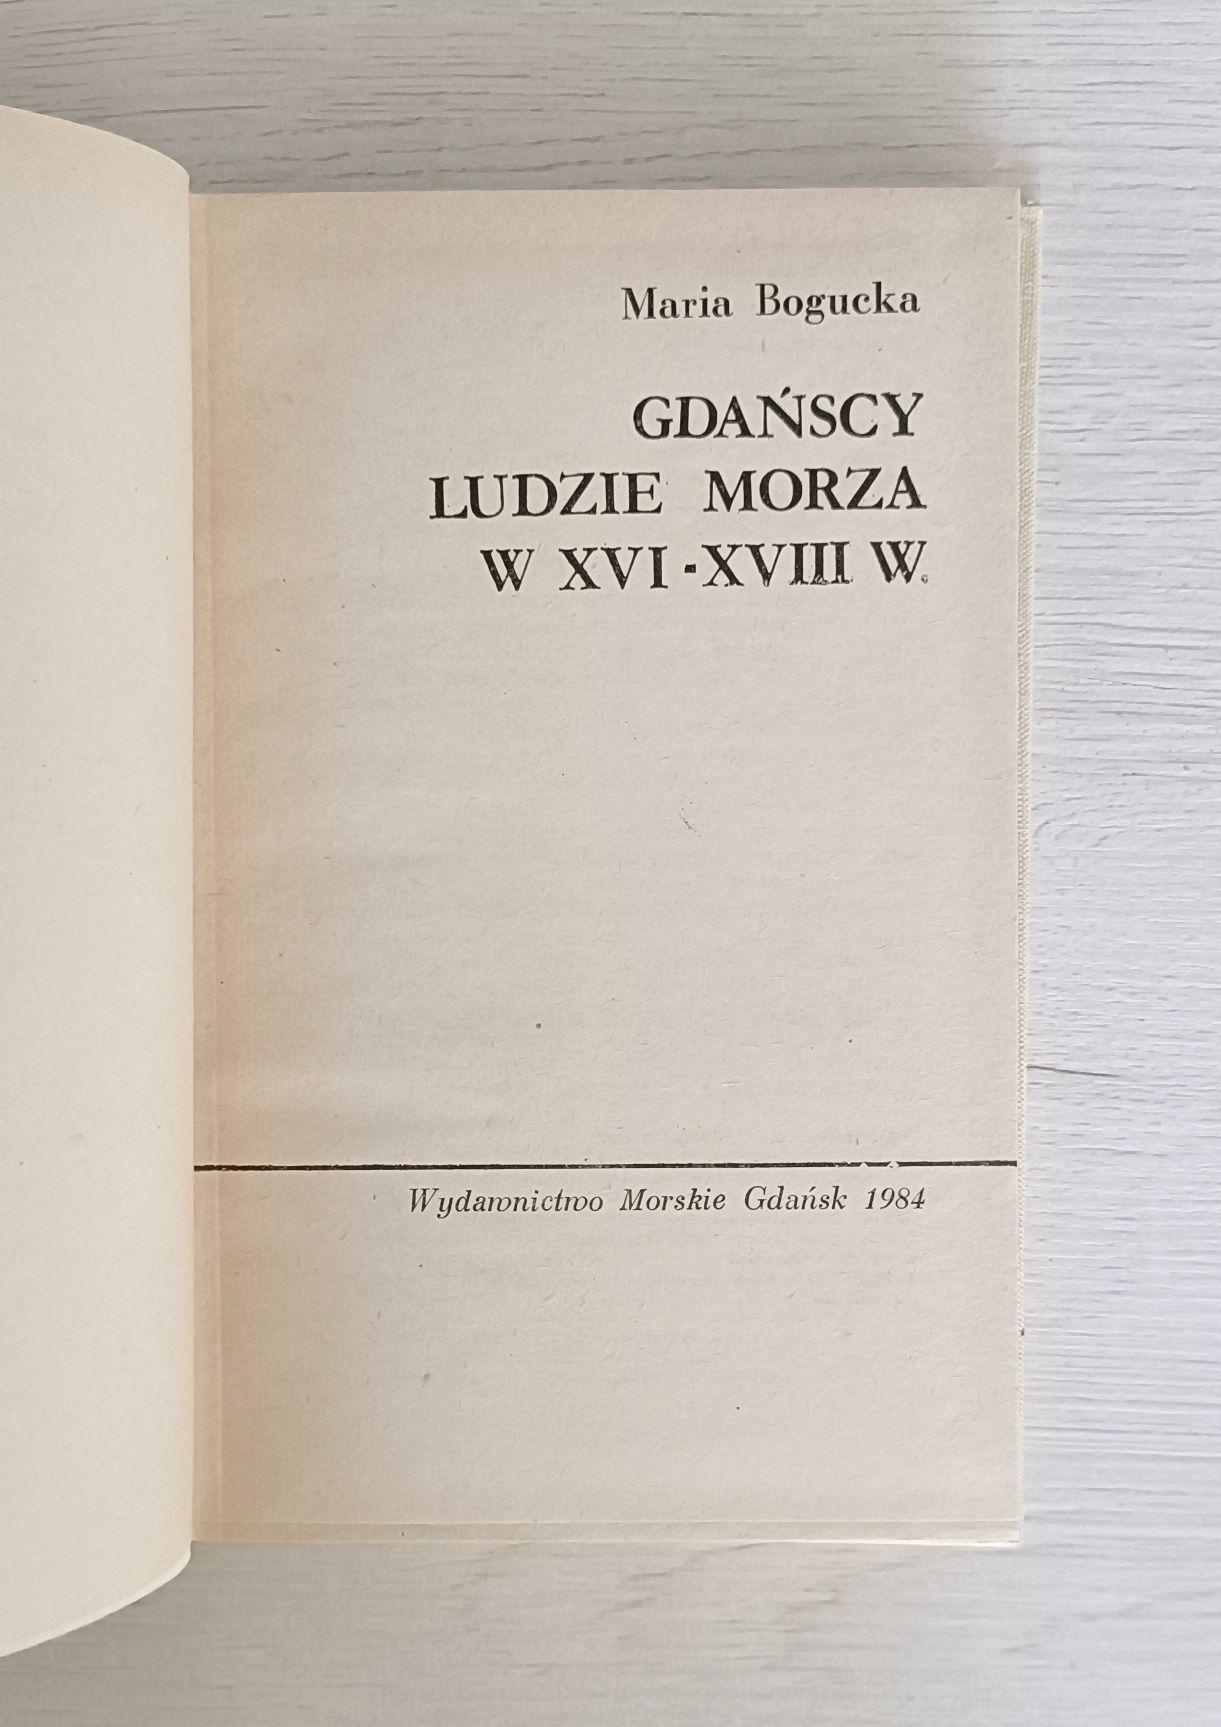 Maria Bogucka
GDAŃSCY
LUDZIE MORZA
W XVI-XVIII W.
Wydawnictwo Morskie Gdańsk 1984